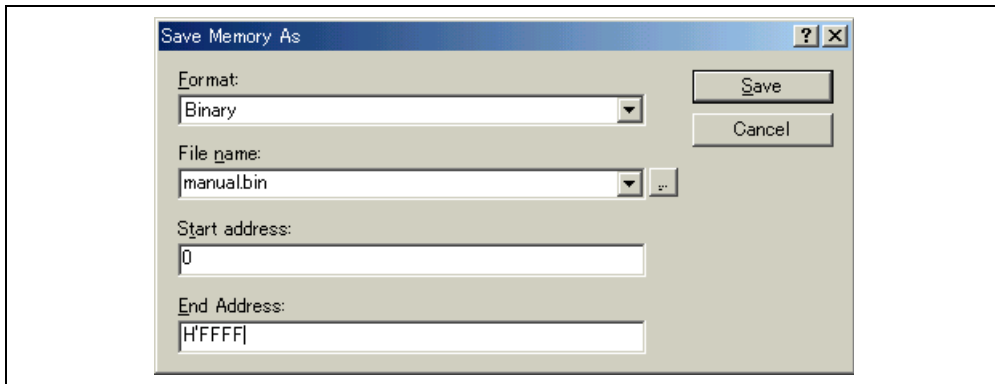 Save Memory As
Format:
Binary
Save
Cancel
File name:
manual.bin
...
Start address:
0
End Address:
H'FFFF